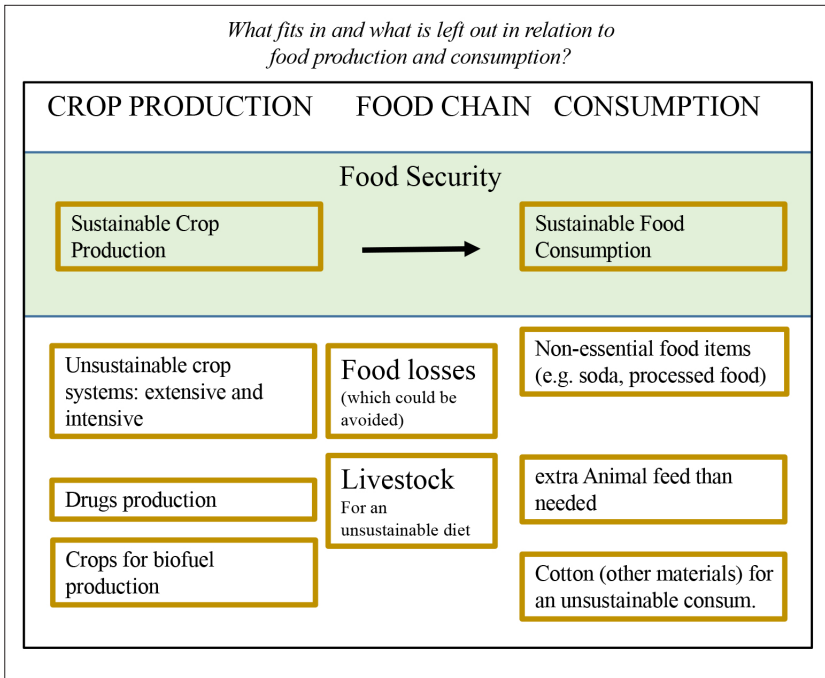 What fits in and what is left out in relation to
food production and consumption?
CROP PRODUCTION
FOOD CHAIN
CONSUMPTION
Food Security
Sustainable Crop
Production
Sustainable Food
Consumption
Unsustainable crop
systems: extensive and
intensive
Drugs production
Crops for biofuel
production
Food losses
(which could be
avoided)
Livestock
For an
unsustainable diet
Non-essential food items
(e.g. soda, processed food)
extra Animal feed than
needed
Cotton (other materials) for
an unsustainable consum.